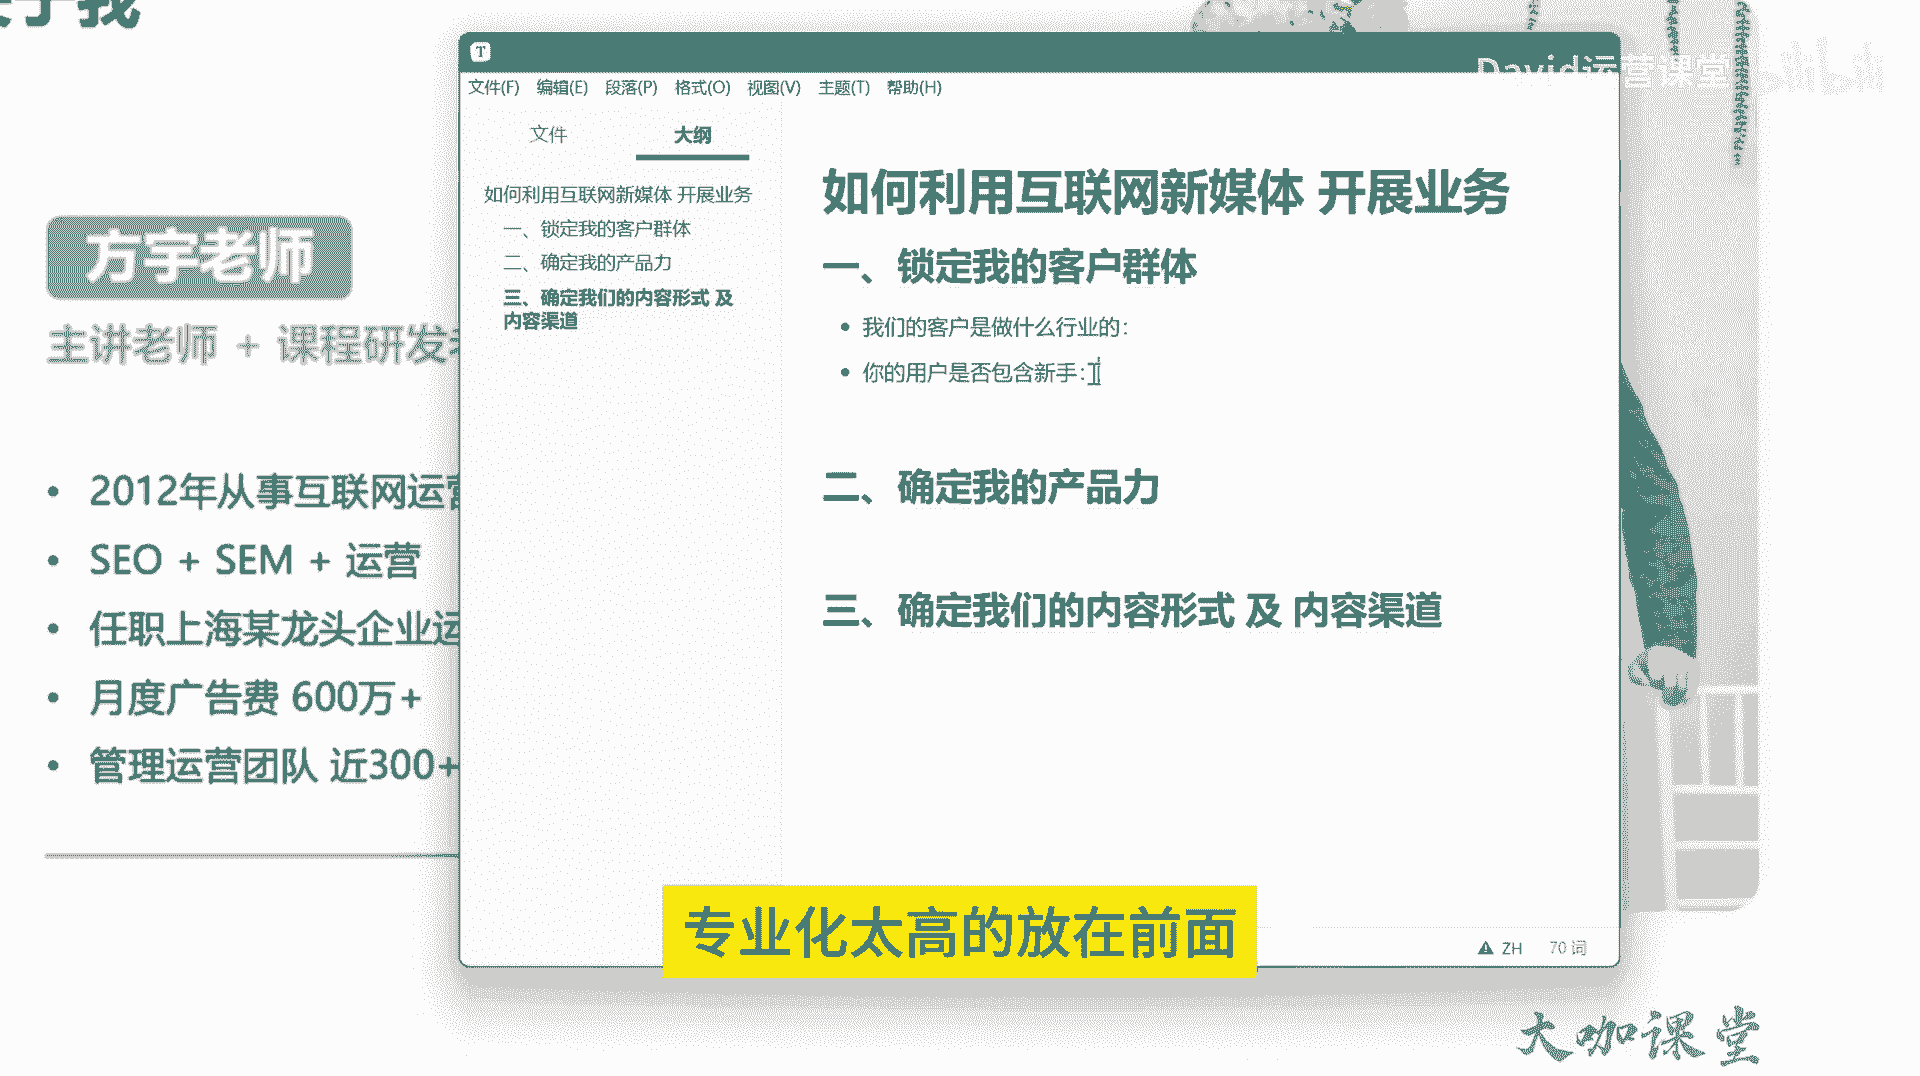 方宇老师
主讲老师 + 课程研发
2012年从事互联网运营
SEO + SEM + 运营
任职上海某龙头企业运
月度广告费 600万+
管理运营团队 近300+
T
David运营课堂
bilibili
文件(F) 编辑(E) 段落(P) 格式(O) 视图(V) 主题(T) 帮助(H)
文件 大纲
如何利用互联网新媒体 开展业务
一、锁定我的客户群体
二、确定我的产品力
三、确定我们的内容形式 及
内容渠道
如何利用互联网新媒体 开展业务
一、锁定我的客户群体
我们的客户是做什么行业的：
你的用户是否包含新手：
二、确定我的产品力
三、确定我们的内容形式 及 内容渠道
专业化太高的放在前面
ZH 70 词
大咖课堂